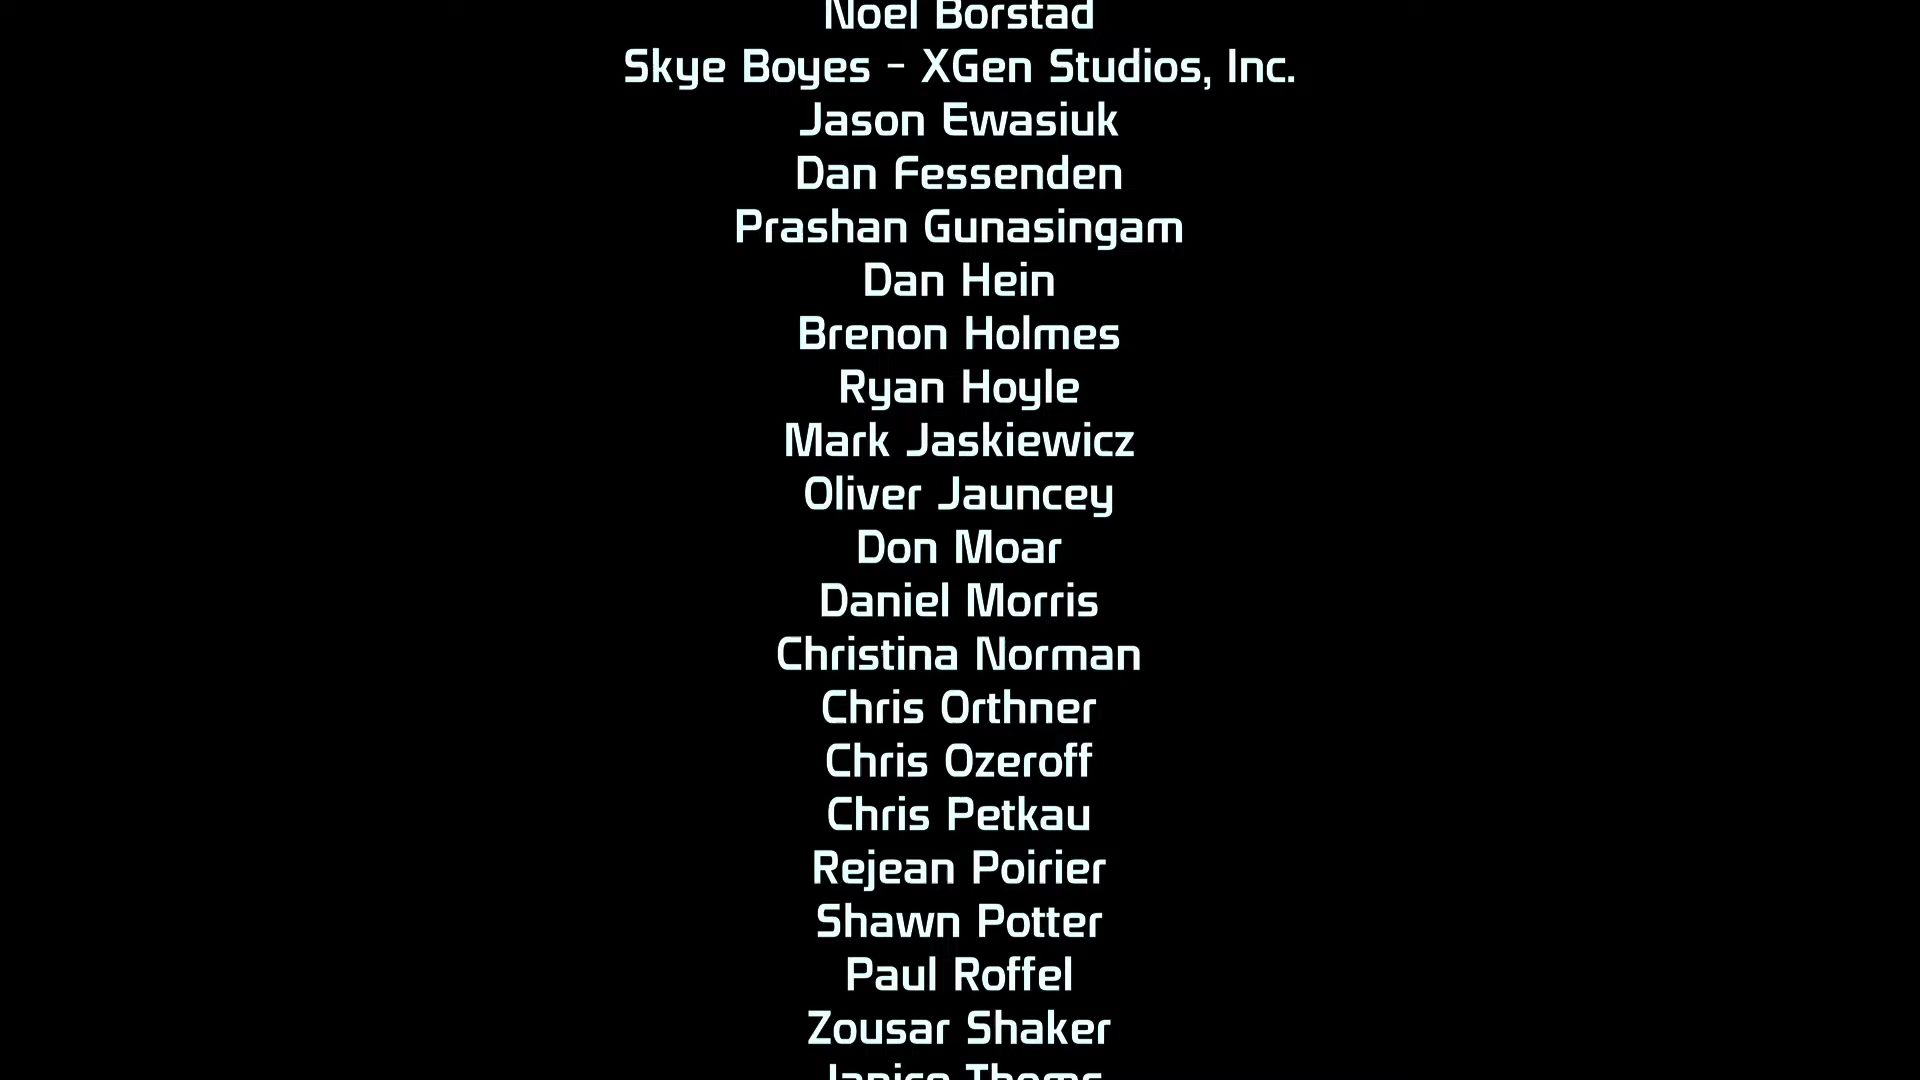 Noel Borstad
Skye Boyes - XGen Studios, Inc.
Jason Ewasiuk
Dan Fessenden
Prashan Gunasingam
Dan Hein
Brenon Holmes
Ryan Hoyle
Mark Jaskiewicz
Oliver Jauncey
Don Moar
Daniel Morris
Christina Norman
Chris Orthner
Chris Ozeroff
Chris Petkau
Rejean Poirier
Shawn Potter
Paul Roffel
Zousar Shaker
Janice Thoms